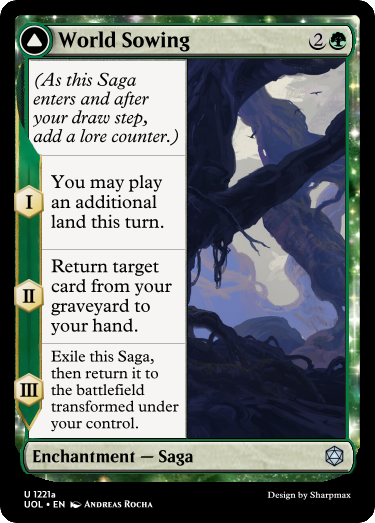 World Sowing
2
(As this Saga
enters and after
your draw step,
add a lore counter.)
I
You may play
an additional
land this turn.
II
Return target
card from your
graveyard to
your hand.
III
Exile this Saga,
then return it to
the battlefield
transformed under
your control.
Enchantment — Saga
U 1221a
UOL • EN Andreas Rocha
Design by Sharpmax